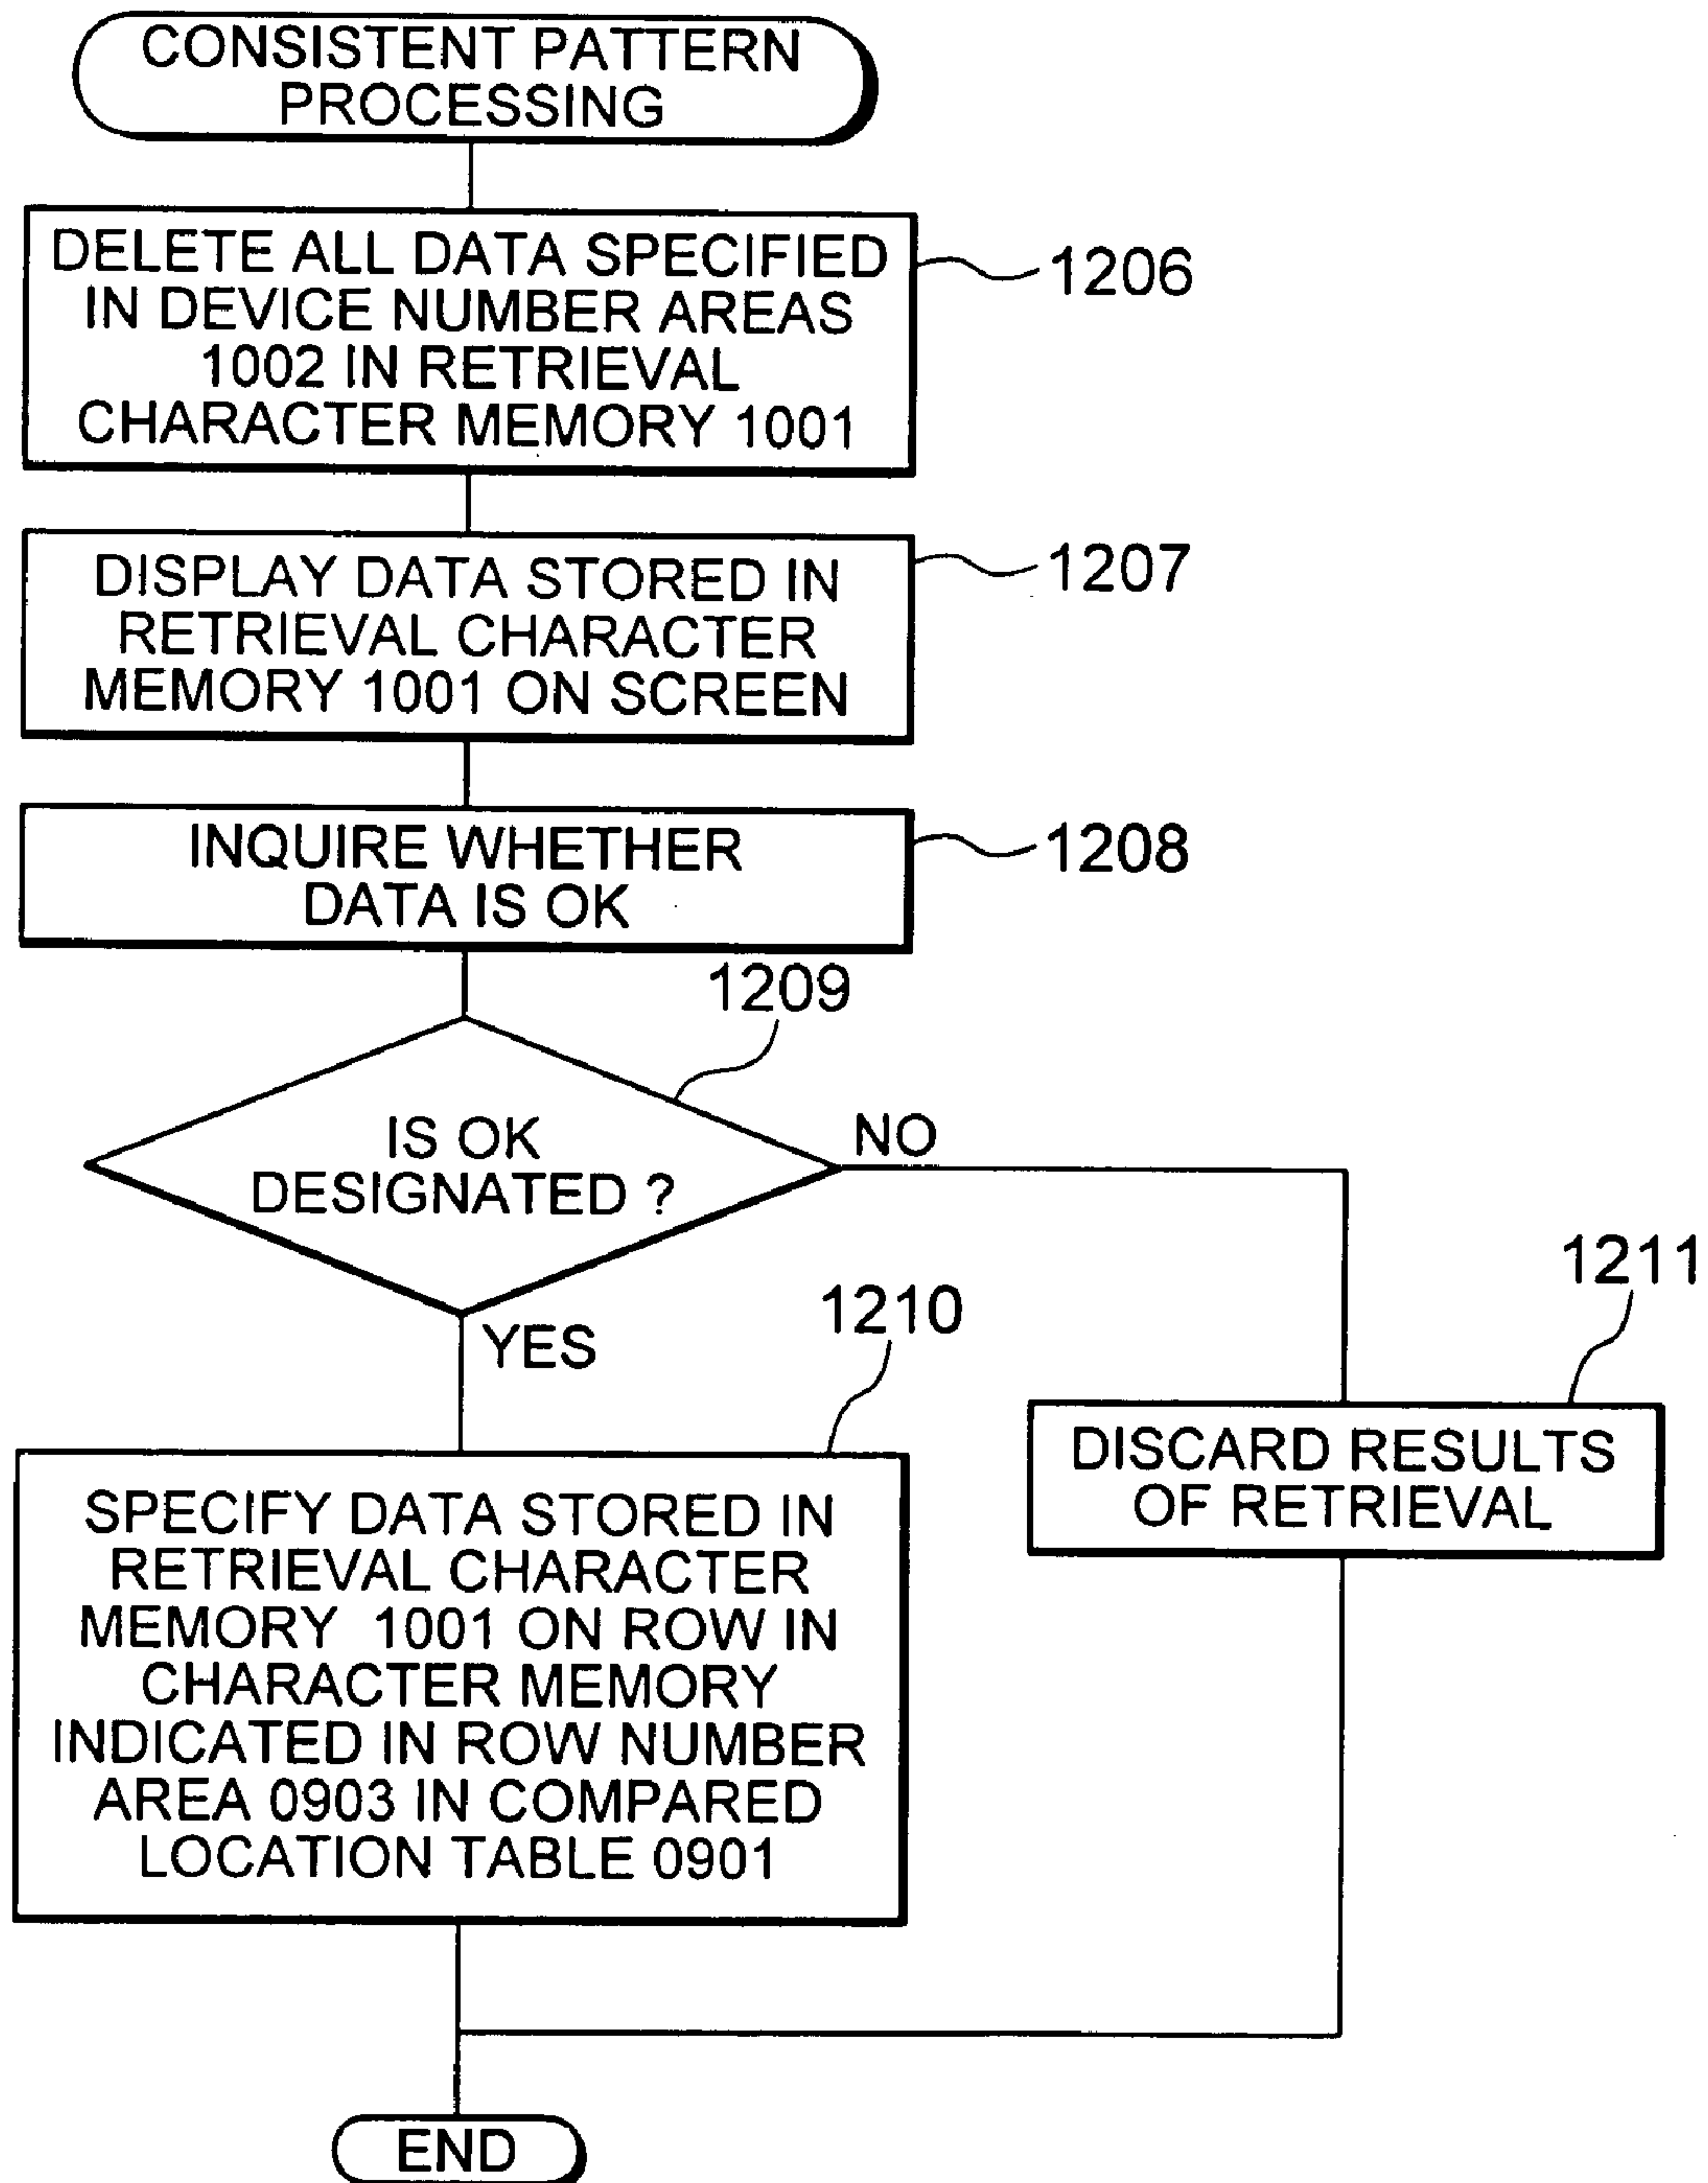 CONSISTENT PATTERN
PROCESSING
DELETE ALL DATA SPECIFIED
IN DEVICE NUMBER AREAS
1002 IN RETRIEVAL
CHARACTER MEMORY 1001
1206
DISPLAY DATA STORED IN
RETRIEVAL CHARACTER
MEMORY 1001 ON SCREEN
1207
INQUIRE WHETHER
DATA IS OK
1208
1209
IS OK
DESIGNATED ?
NO
YES
1210
1211
SPECIFY DATA STORED IN
RETRIEVAL CHARACTER
MEMORY 1001 ON ROW IN
CHARACTER MEMORY
INDICATED IN ROW NUMBER
AREA 0903 IN COMPARED
LOCATION TABLE 0901
DISCARD RESULTS
OF RETRIEVAL
END